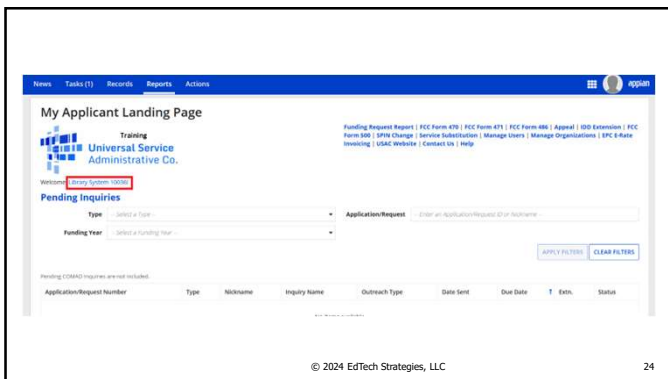 News Tasks (1) Records Reports Actions
appian
My Applicant Landing Page
Training
Universal Service
Administrative Co.
Funding Request Report | FCC Form 470 | FCC Form 471 | FCC Form 486 | Appeal | IDD Extension | FCC
Form 500 | SPIN Change | Service Substitution | Manage Users | Manage Organizations | EPC E-Rate
Invoicing | USAC Website | Contact Us | Help
Welcome, Library System 10036!
Pending Inquiries
Type - Select a Type -
Application/Request - Enter an Application/Request ID or Nickname -
Funding Year - Select a Funding Year -
APPLY FILTERS CLEAR FILTERS
Pending COMAD Inquiries are not included.
Application/Request Number Type Nickname Inquiry Name Outreach Type Date Sent Due Date ↑ Extn. Status
© 2024 EdTech Strategies, LLC
24